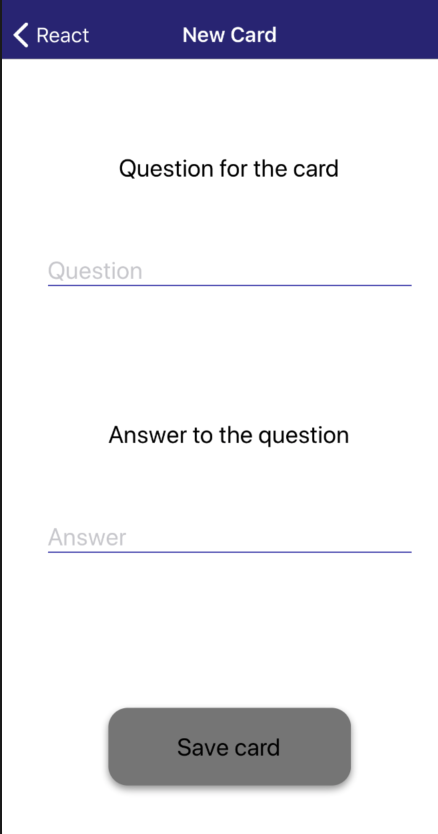 React
New Card
Question for the card
Question
Answer to the question
Answer
Save card